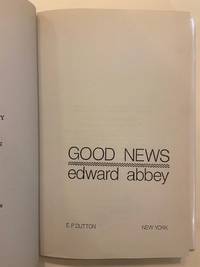 GOOD NEWS
edward abbey
E. P. DUTTON NEW YORK